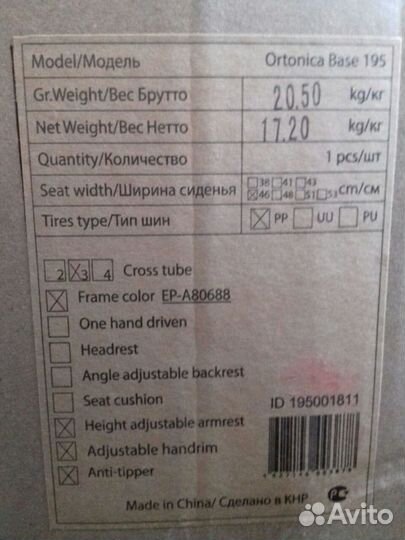 Model/Модель Ortonica Base 195
Gr.Weight/Вес Брутто 20.50 kg/кг
Net Weight/Вес Нетто 17.20 kg/кг
Quantity/Количество 1 pcs/шт
Seat width/Ширина сиденья 38 41 43 cm/см
46 48 51 53
Tires type/Тип шин PP UU PU
2 3 4 Cross tube
Frame color EP-A80688
One hand driven
Headrest
Angle adjustable backrest
Seat cushion
ID 195001811
Height adjustable armrest
Adjustable handrim
Anti-tipper
Made in China/ Сделано в КНР
Avito